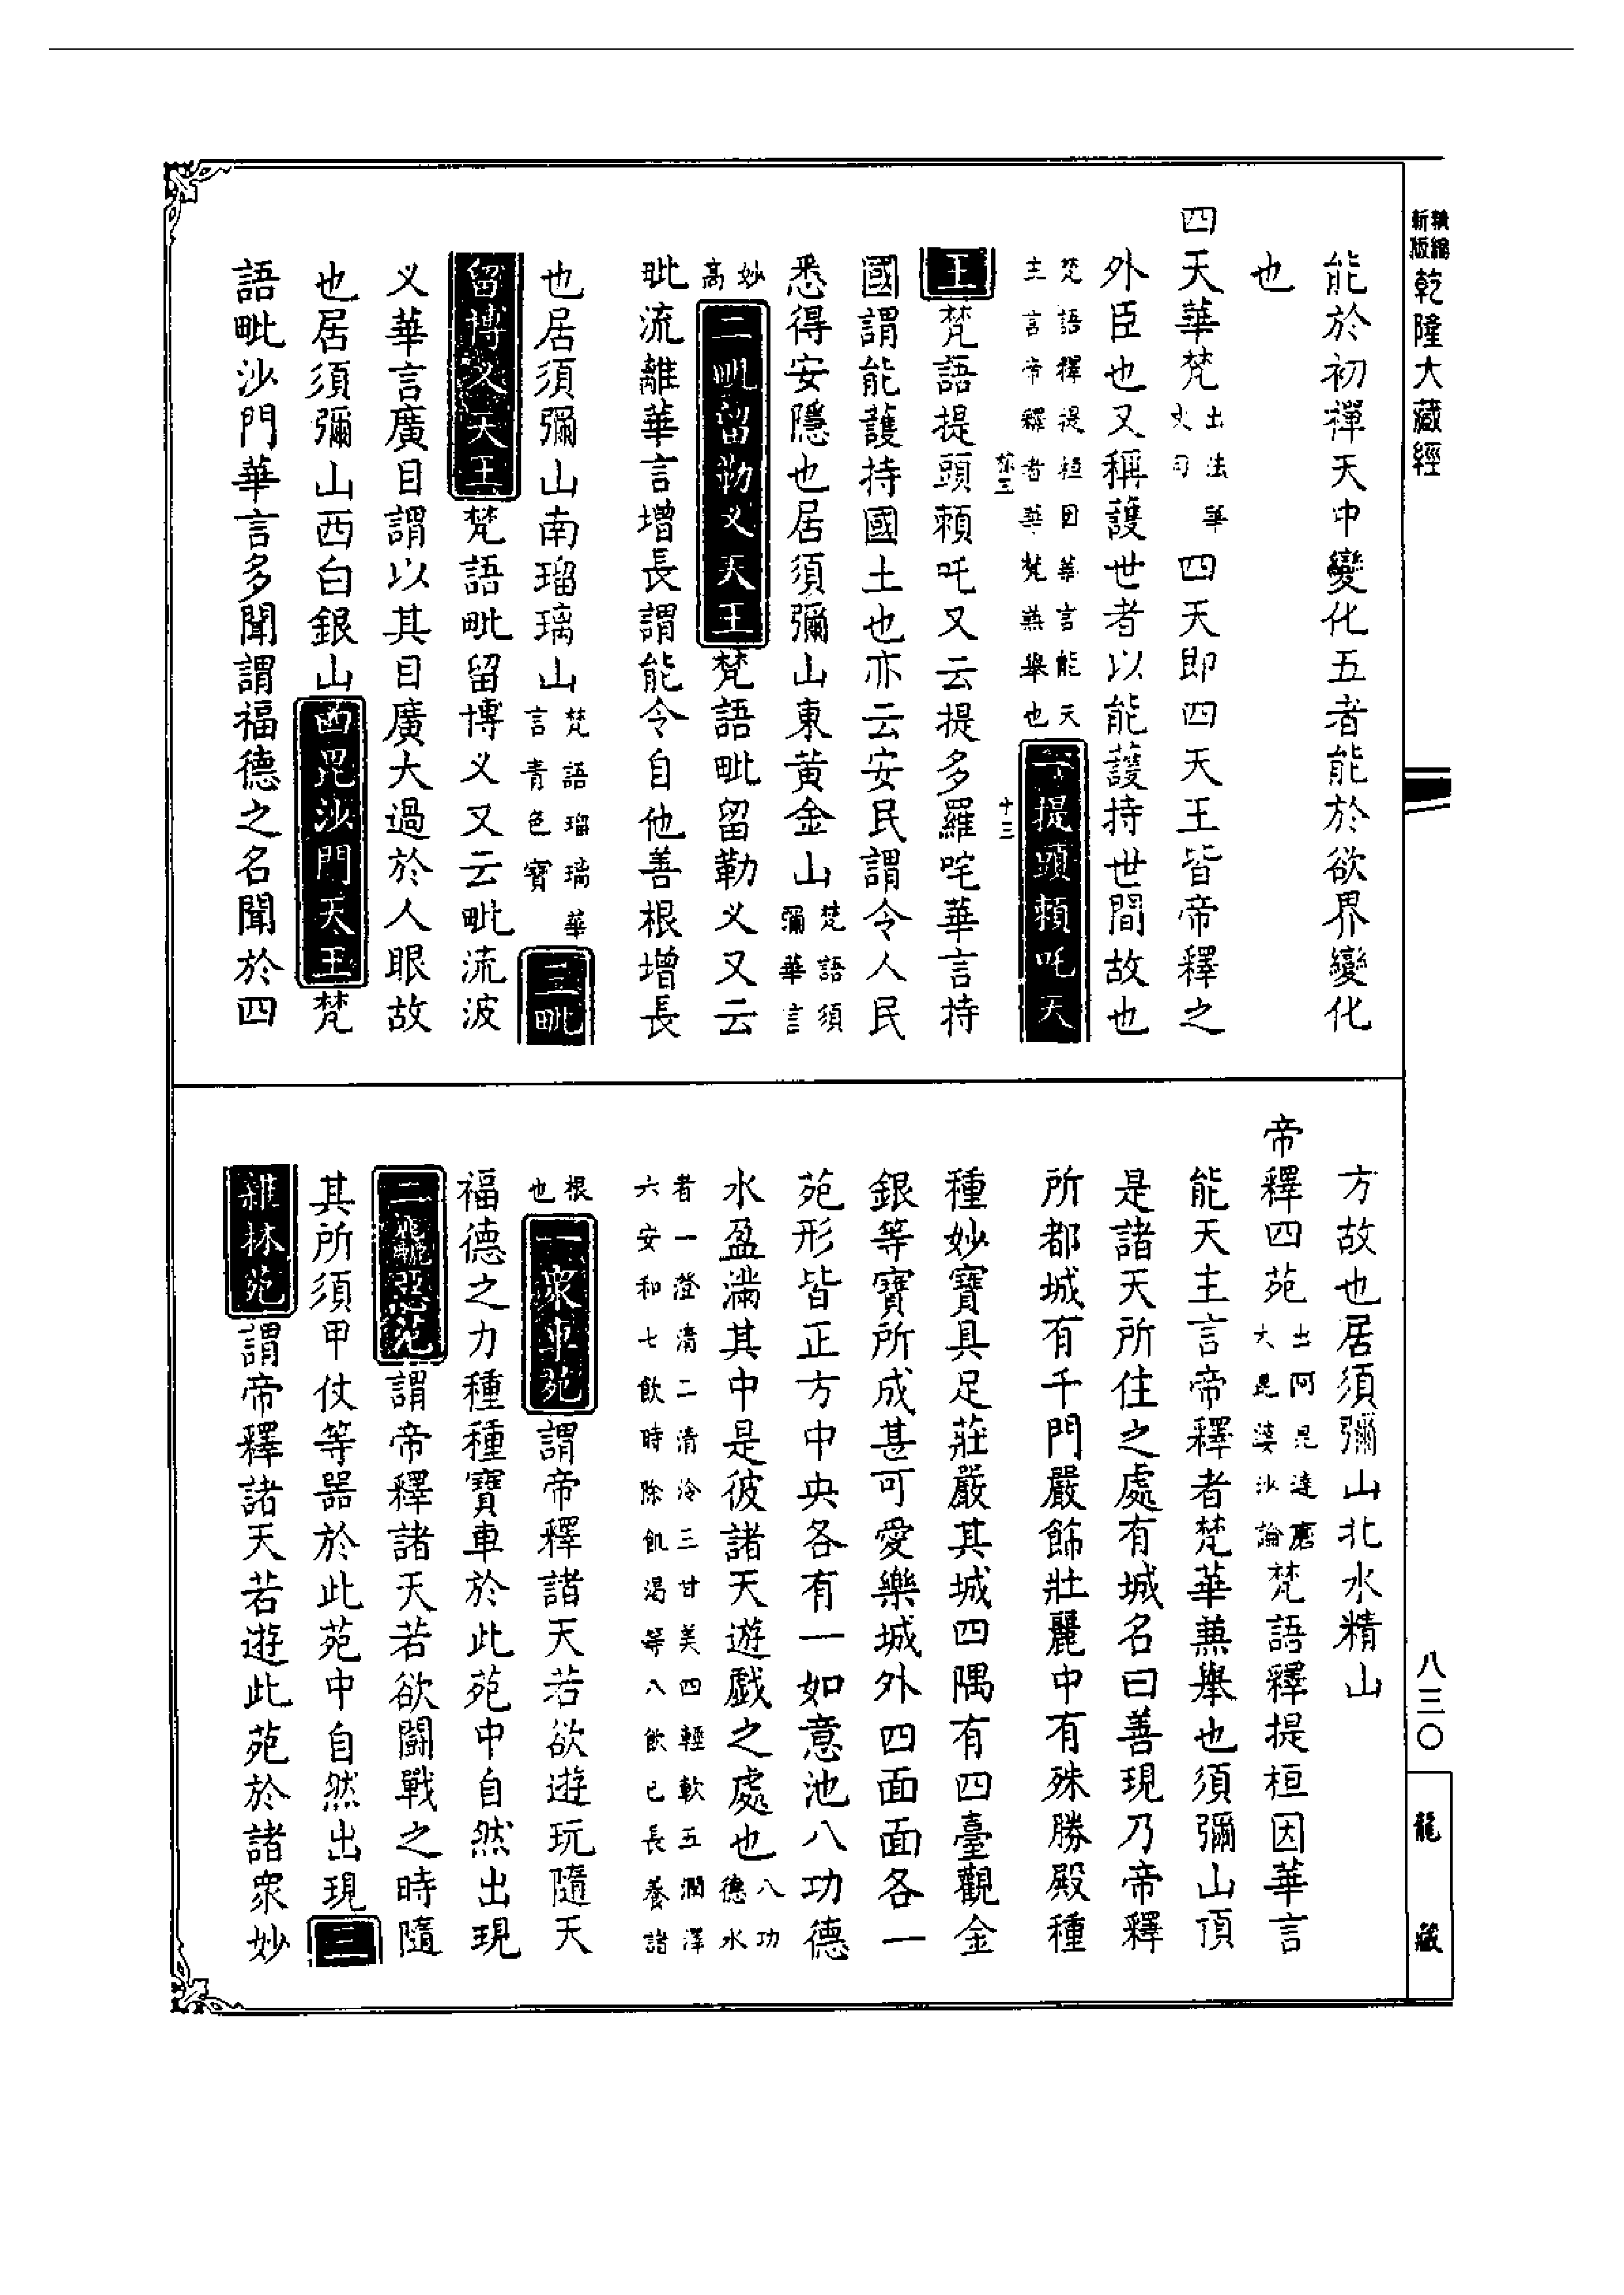 精縮
新版
乾隆大藏經
能於初禪天中變化五者能於欲界變化
也
四天華梵出法華
文句四天即四天王皆帝釋之
外臣也又稱護世者以能護持世間故也
梵語釋提桓因華言能天
主言帝釋者華梵兼舉也一提頭賴吒天
十三
王梵語提頭賴吒又云提多羅咤華言持
國謂能護持國土也亦云安民謂令人民
悉得安隱也居須彌山東黃金山梵語須
彌華言
妙
高二毗留勒叉天王梵語毗留勒叉又云
毗流離華言增長謂能令自他善根增長
也居須彌山南瑠璃山梵語瑠璃華
言青色寶三毗
留博叉天王梵語毗留博叉又云毗流波
叉華言廣目謂以其目廣大過於人眼故
也居須彌山西白銀山四毘沙門天王梵
語毗沙門華言多聞謂福德之名聞於四
方故也居須彌山北水精山
帝釋四苑出阿毘達磨
大毘婆沙論梵語釋提桓因華言
能天主言帝釋者梵華兼舉也須彌山頂
是諸天所住之處有城名曰善現乃帝釋
所都城有千門嚴飾壯麗中有殊勝殿種
種妙寶具足莊嚴其城四隅有四臺觀金
銀等寶所成甚可愛樂城外四面面各一
苑形皆正方中央各有一如意池八功德
水盈滿其中是彼諸天遊戲之處也八功
德水
者一澄清二清泠三甘美四輕軟五潤澤
六安和七飲時除飢渴等八飲已長養諸
根
也一眾車苑謂帝釋諸天若欲遊玩隨天
福德之力種種寶車於此苑中自然出現
二麤惡苑謂帝釋諸天若欲鬪戰之時隨
其所須甲仗等器於此苑中自然出現三
雜林苑謂帝釋諸天若遊此苑於諸眾妙
八三〇
龍藏